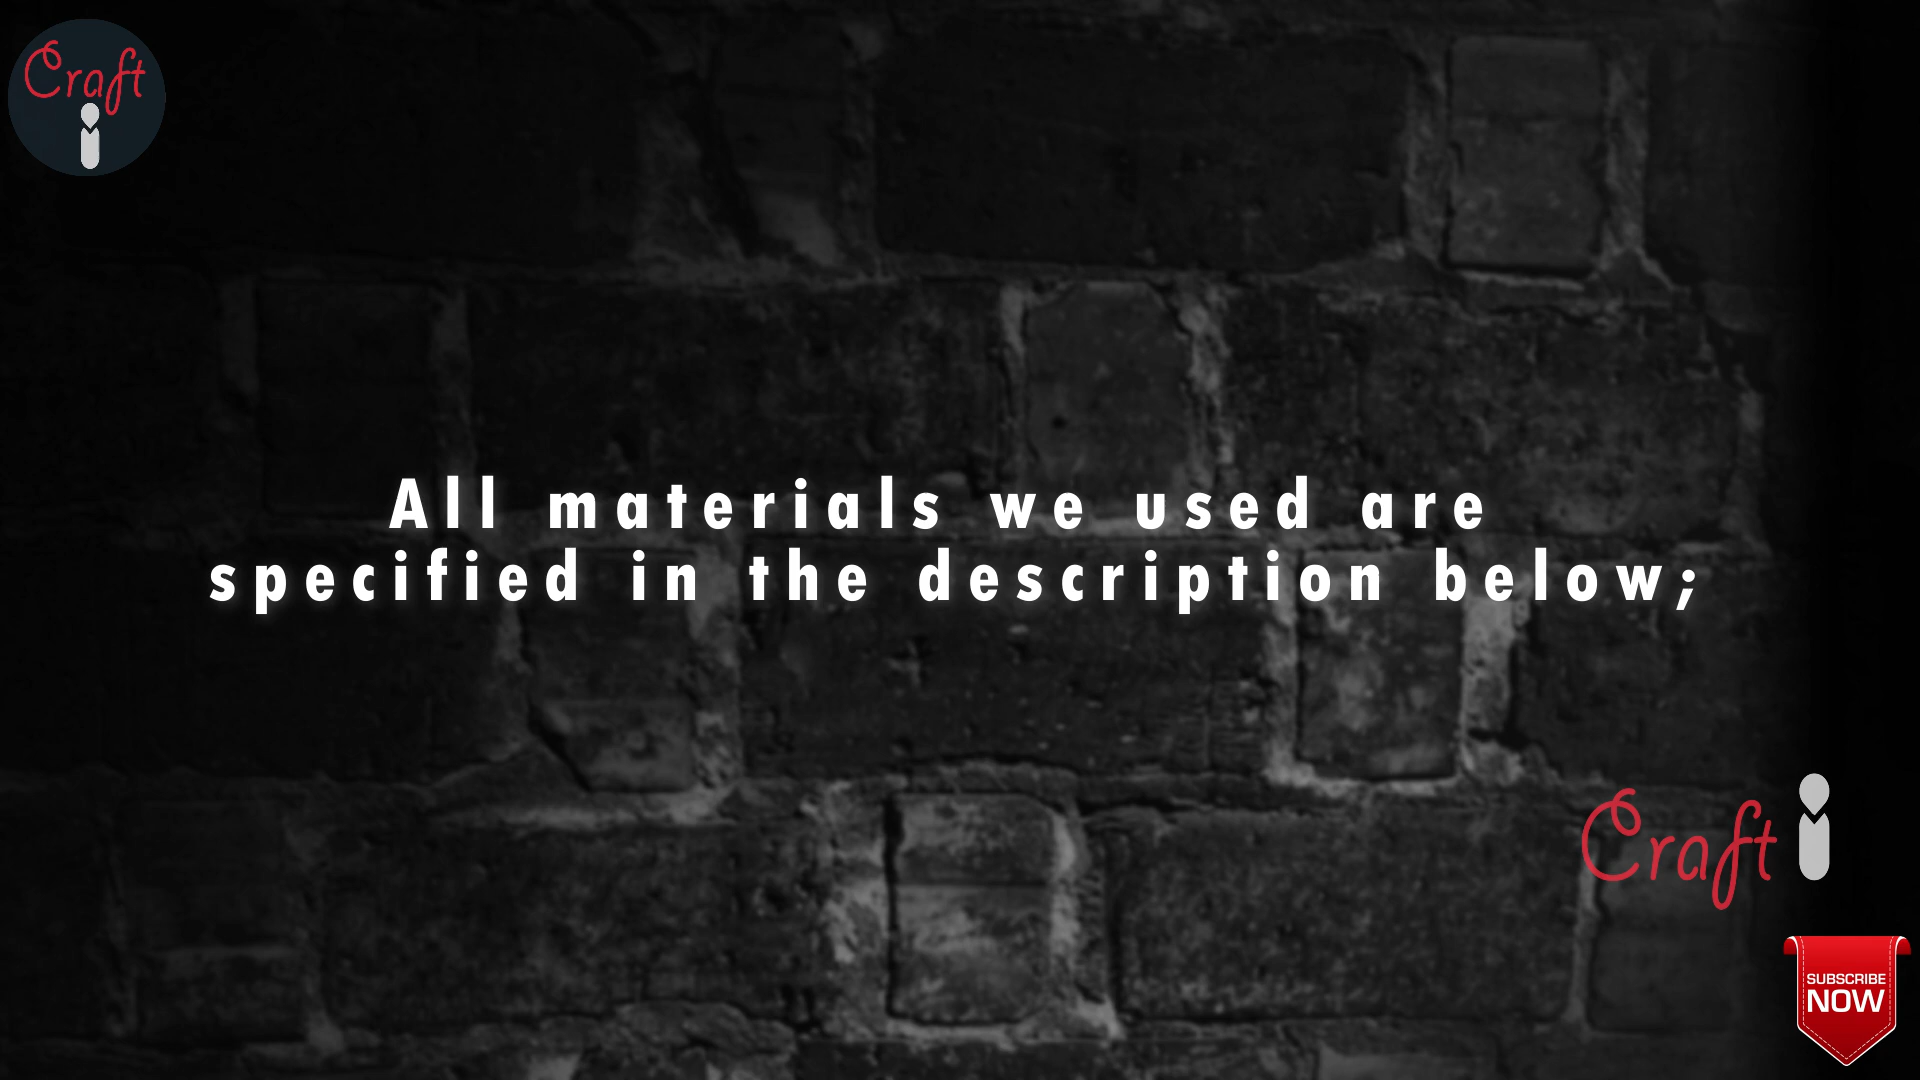 Craft
i
All materials we used are
specified in the description below;
Craft i
SUBSCRIBE
NOW